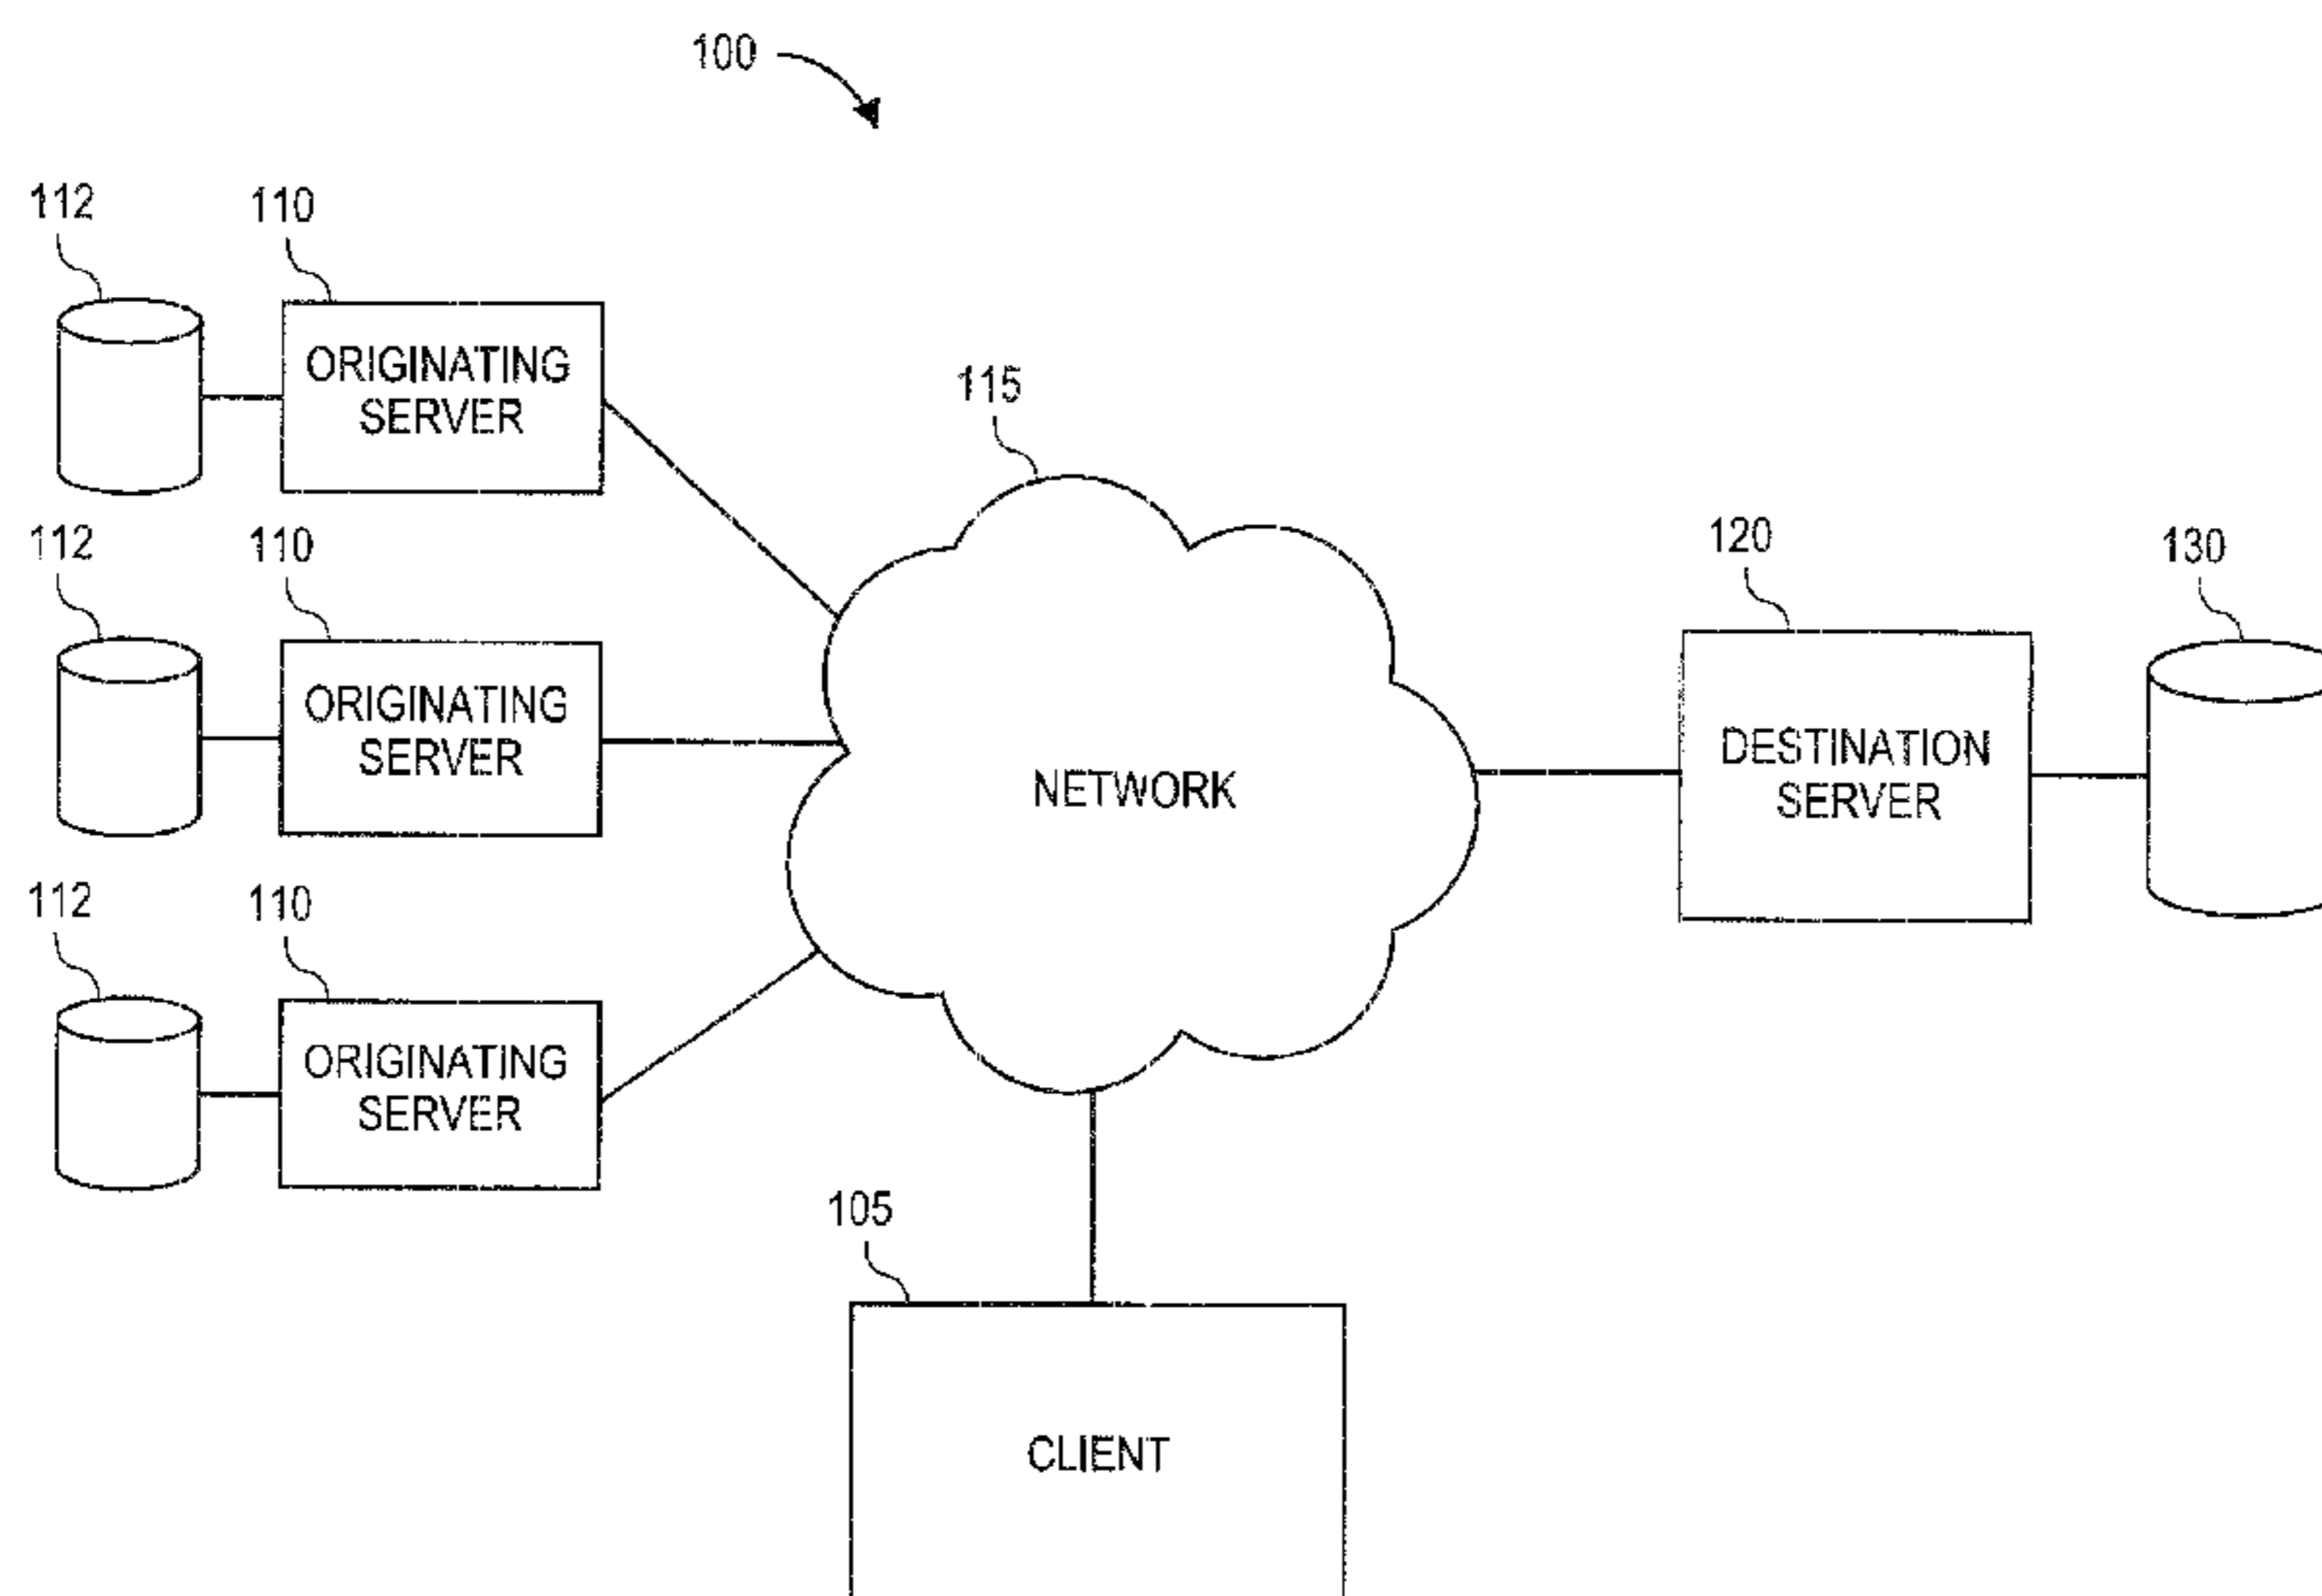 100
112
110
ORIGINATING
SERVER
115
112
110
120
130
ORIGINATING
SERVER
DESTINATION
SERVER
NETWORK
112
110
ORIGINATING
SERVER
105
CLIENT